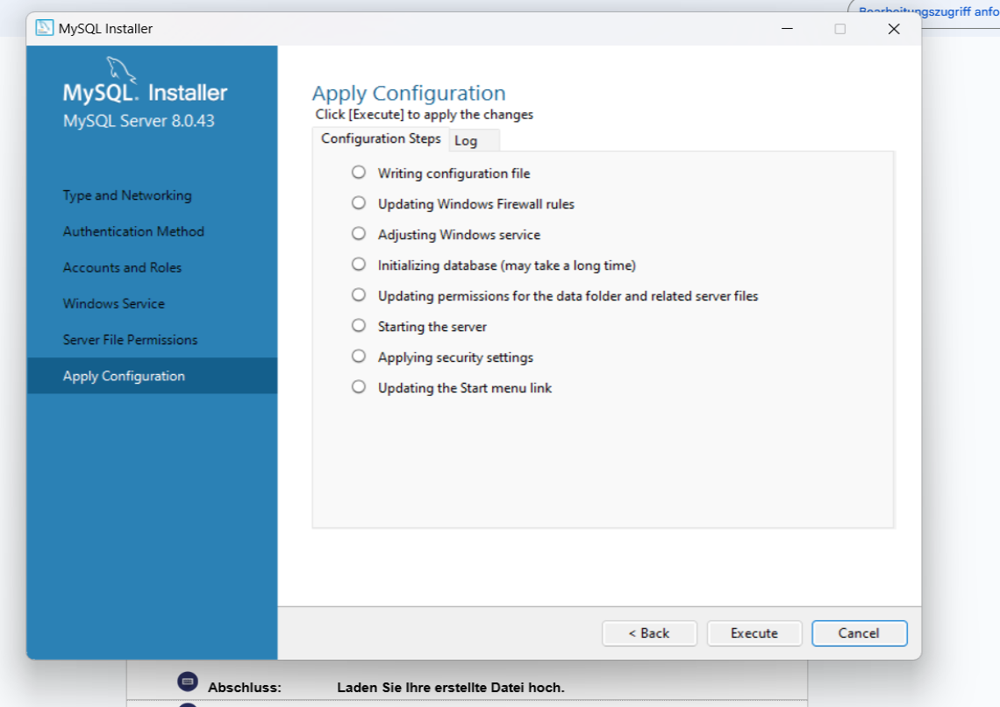 Bearbeitungszugriff anfo
MySQL Installer
MySQL. Installer
MySQL Server 8.0.43
Type and Networking
Authentication Method
Accounts and Roles
Windows Service
Server File Permissions
Apply Configuration
Apply Configuration
Click [Execute] to apply the changes
Configuration Steps
Log
Writing configuration file
Updating Windows Firewall rules
Adjusting Windows service
Initializing database (may take a long time)
Updating permissions for the data folder and related server files
Starting the server
Applying security settings
Updating the Start menu link
< Back
Execute
Cancel
Abschluss: Laden Sie Ihre erstellte Datei hoch.